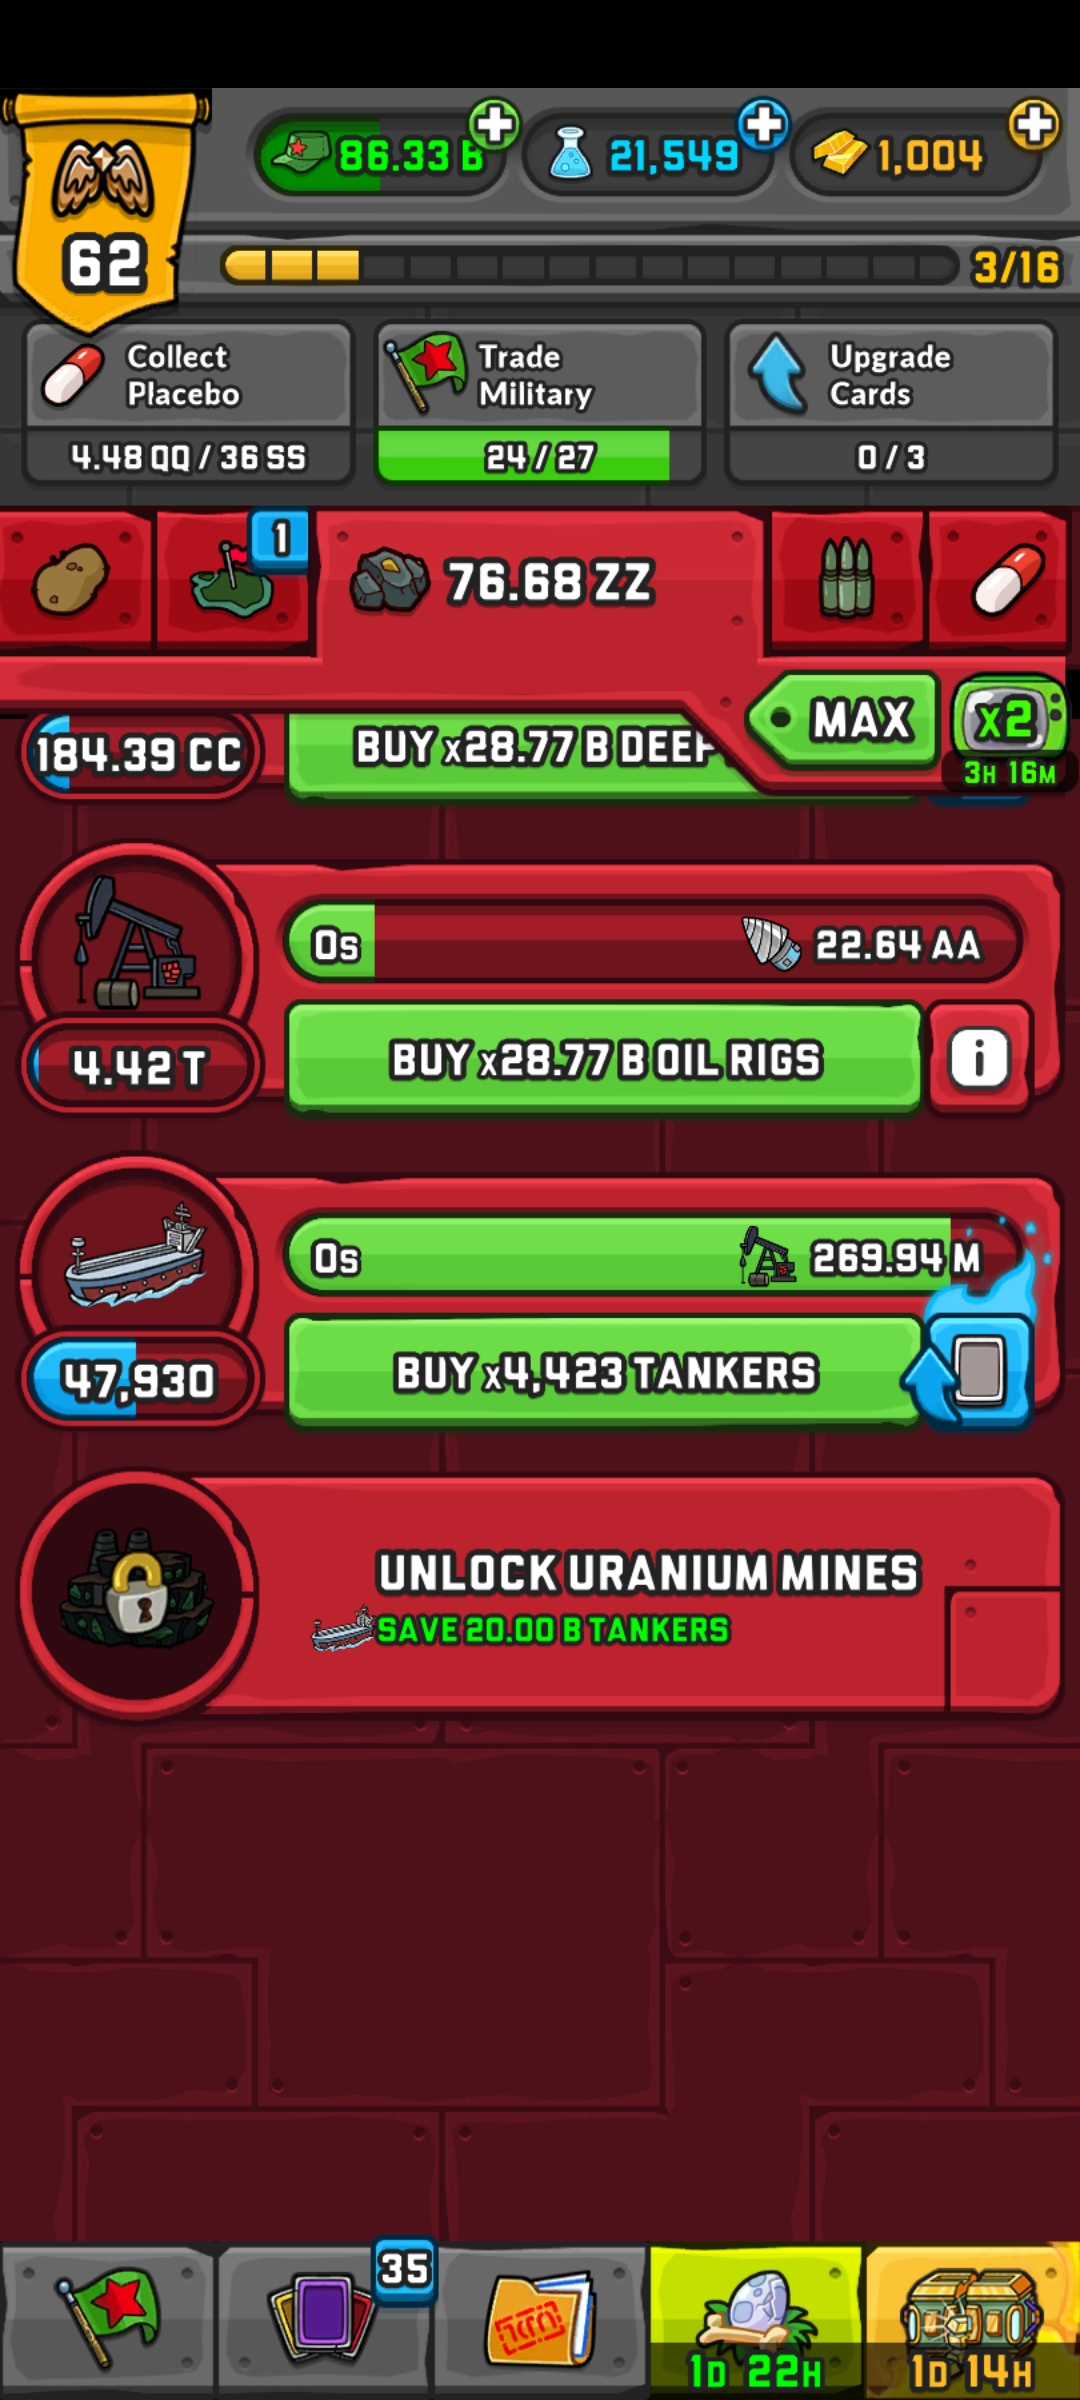 86.33 B
21,549
1,004
62
3/16
Collect
Placebo
4.48 QQ / 36 SS
Trade
Military
24 / 27
Upgrade
Cards
0 / 3
1
76.68 ZZ
MAX
x2
3H 16M
184.39 CC
BUY x28.77 B DEEP
0s
22.64 AA
4.42 T
BUY x28.77 B OIL RIGS
i
0s
269.94 M
47,930
BUY x4,423 TANKERS
UNLOCK URANIUM MINES
SAVE 20.00 B TANKERS
35
1D 22H
1D 14H